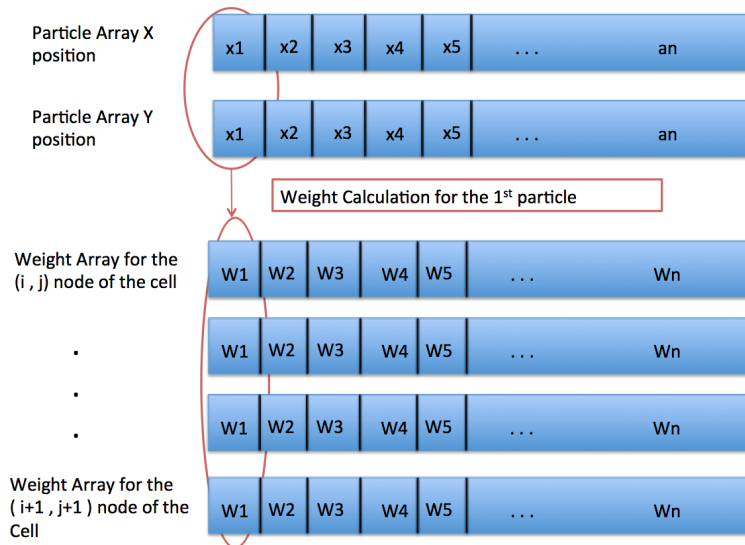 Particle Array X
position
x1 x2 x3 x4 x5 ... an
Particle Array Y
position
x1 x2 x3 x4 x5 ... an
Weight Calculation for the 1st particle
Weight Array for the
(i , j) node of the cell
W1 W2 W3 W4 W5 ... Wn
.
W1 W2 W3 W4 W5 ... Wn
.
.
W1 W2 W3 W4 W5 ... Wn
Weight Array for the
( i+1 , j+1 ) node of the
Cell
W1 W2 W3 W4 W5 ... Wn